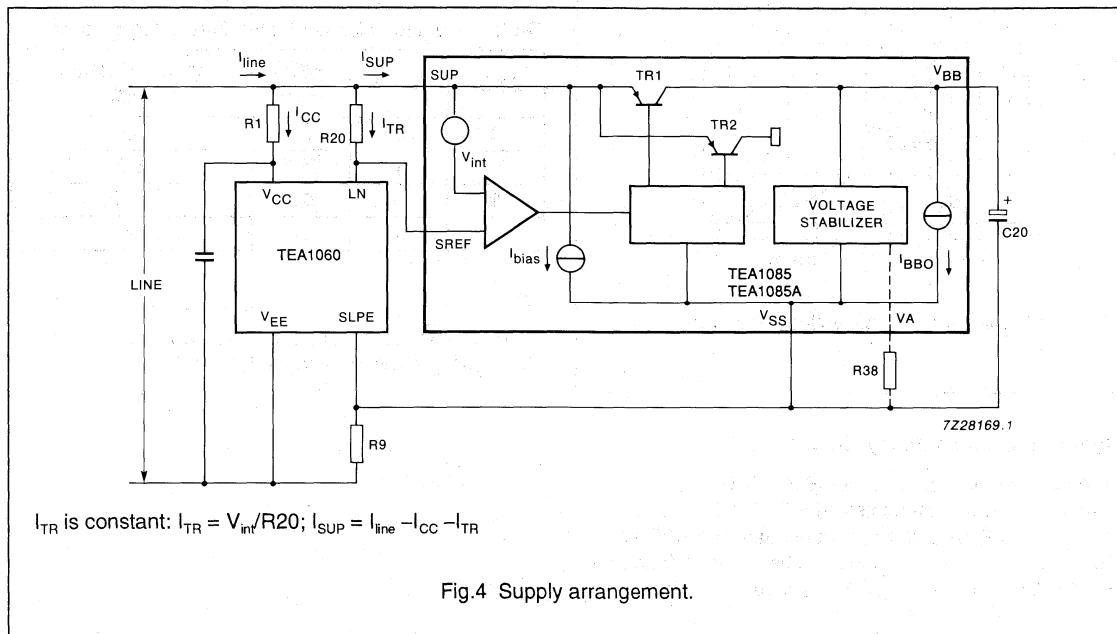 I_line
I_SUP
SUP
TR1
V_BB
R1
I_CC
R20
I_TR
TR2
V_int
V_CC
LN
VOLTAGE
STABILIZER
+
C20
SREF
TEA1060
I_bias
I_BBO
LINE
TEA1085
TEA1085A
V_EE
SLPE
V_SS
VA
R38
7Z28169.1
R9
I_TR is constant: I_TR = V_int/R20; I_SUP = I_line –I_CC –I_TR
Fig.4 Supply arrangement.